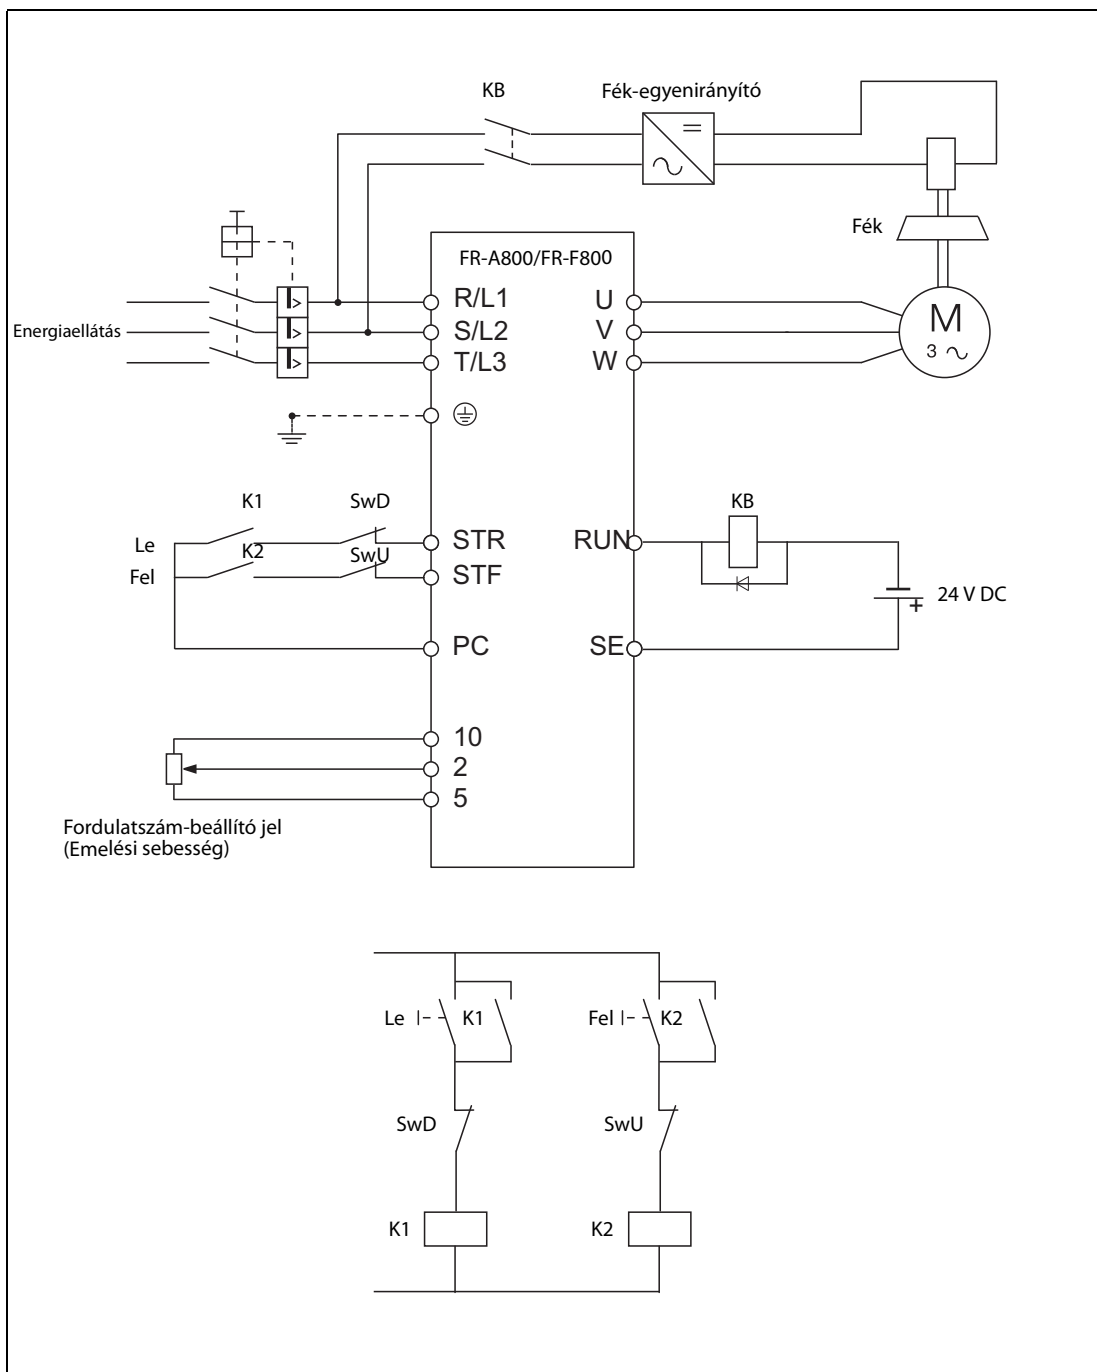 KB
Fék-egyenirányító
Fék
FR-A800/FR-F800
R/L1
U
M
3
Energiaellátás
S/L2
V
T/L3
W
K1
SwD
KB
Le
STR
RUN
K2
SwU
Fel
STF
24 V DC
+
PC
SE
10
2
5
Fordulatszám-beállító jel
(Emelési sebesség)
Le
K1
Fel
K2
SwD
SwU
K1
K2